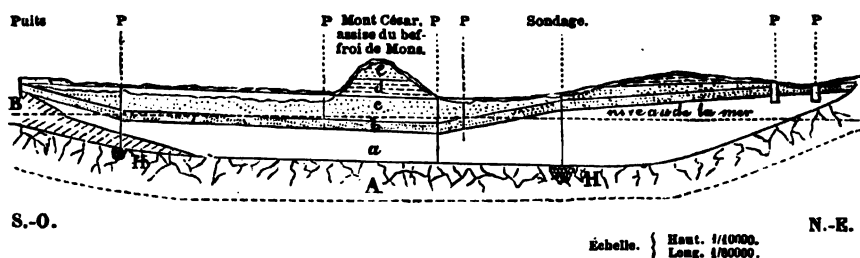 Puits P P Mont César, P P Sondage. P P
assise du bef-
froi de Mons.
e
d
c
B
niveau de la mer
b
a
H A H
S.-O. N.-E.
Échelle. { Haut. 1/10000.
Long. 1/80000.